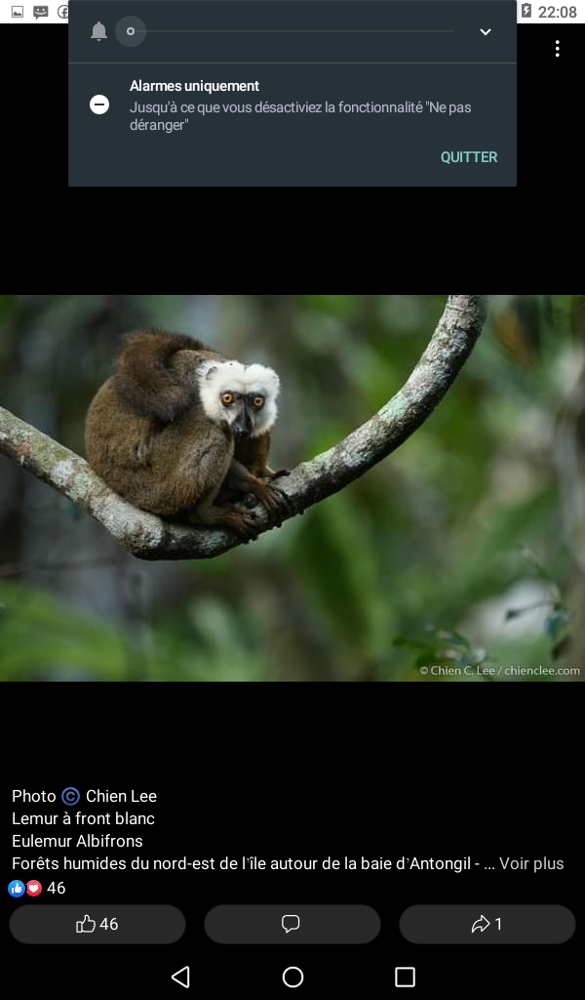 22:08
Alarmes uniquement
Jusqu'à ce que vous désactiviez la fonctionnalité "Ne pas
déranger"
QUITTER
© Chien C. Lee / chienclee.com
Photo © Chien Lee
Lemur à front blanc
Eulemur Albifrons
Forêts humides du nord-est de l'île autour de la baie d'Antongil - ... Voir plus
46
46
1